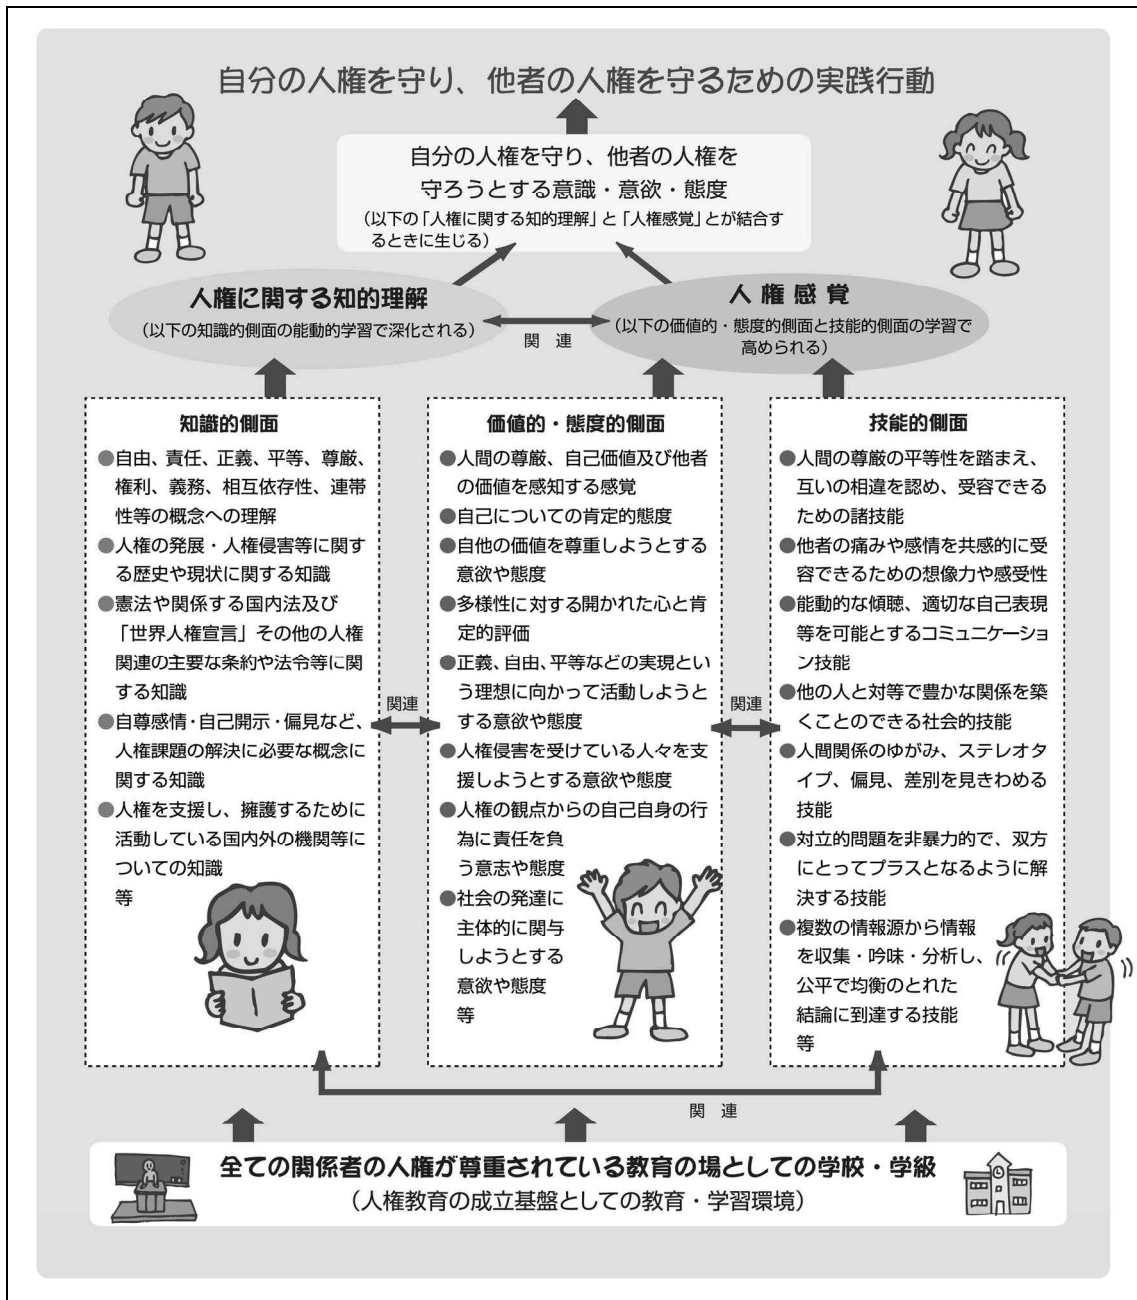 自分の人権を守り、他者の人権を守るための実践行動
自分の人権を守り、他者の人権を
守ろうとする意識・意欲・態度
(以下の「人権に関する知的理解」と「人権感覚」とが結合す
るときに生じる)
人権に関する知的理解
(以下の知識的側面の能動的学習で深化される)
関 連
人 権 感 覚
(以下の価値的・態度的側面と技能的側面の学習で
高められる)
知識的側面
●自由、責任、正義、平等、尊厳、
権利、義務、相互依存性、連帯
性等の概念への理解
●人権の発展・人権侵害等に関す
る歴史や現状に関する知識
●憲法や関係する国内法及び
「世界人権宣言」その他の人権
関連の主要な条約や法令等に関
する知識
●自尊感情・自己開示・偏見など、
人権課題の解決に必要な概念に
関する知識
●人権を支援し、擁護するために
活動している国内外の機関等に
ついての知識
等
関連
価値的・態度的側面
●人間の尊厳、自己価値及び他者
の価値を感知する感覚
●自己についての肯定的態度
●自他の価値を尊重しようとする
意欲や態度
●多様性に対する開かれた心と肯
定的評価
●正義、自由、平等などの実現とい
う理想に向かって活動しようと
する意欲や態度
●人権侵害を受けている人々を支
援しようとする意欲や態度
●人権の観点からの自己自身の行
為に責任を負
う意志や態度
●社会の発達に
主体的に関与
しようとする
意欲や態度
等
関連
技能的側面
●人間の尊厳の平等性を踏まえ、
互いの相違を認め、受容できる
ための諸技能
●他者の痛みや感情を共感的に受
容できるための想像力や感受性
●能動的な傾聴、適切な自己表現
等を可能とするコミュニケーショ
ン技能
●他の人と対等で豊かな関係を築
くことのできる社会的技能
●人間関係のゆがみ、ステレオタ
イプ、偏見、差別を見きわめる
技能
●対立的問題を非暴力的で、双方
にとってプラスとなるように解
決する技能
●複数の情報源から情報
を収集・吟味・分析し、
公平で均衡のとれた
結論に到達する技能
等
関 連
全ての関係者の人権が尊重されている教育の場としての学校・学級
(人権教育の成立基盤としての教育・学習環境)